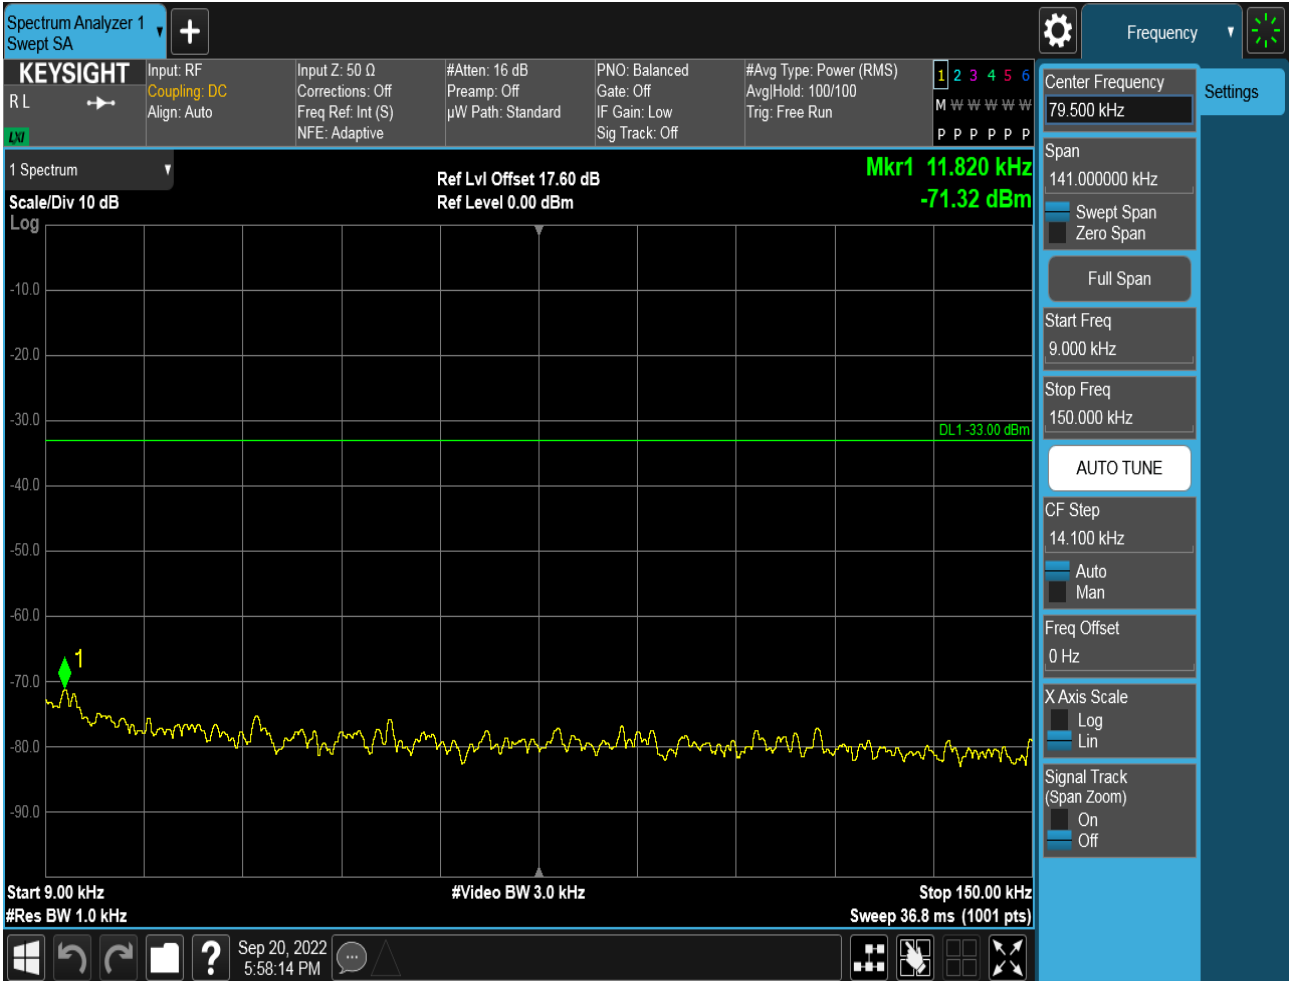 Spectrum Analyzer 1
Swept SA
+
Frequency
KEYSIGHT
R L
LXI
Input: RF
Coupling: DC
Align: Auto
Input Z: 50 Ω
Corrections: Off
Freq Ref: Int (S)
NFE: Adaptive
#Atten: 16 dB
Preamp: Off
µW Path: Standard
PNO: Balanced
Gate: Off
IF Gain: Low
Sig Track: Off
#Avg Type: Power (RMS)
Avg|Hold: 100/100
Trig: Free Run
1 2 3 4 5 6
M W W W W W
P P P P P P
1 Spectrum
Scale/Div 10 dB
Log
Ref Lvl Offset 17.60 dB
Ref Level 0.00 dBm
Mkr1 11.820 kHz
-71.32 dBm
-10.0
-20.0
-30.0
DL1 -33.00 dBm
-40.0
-50.0
-60.0
1
-70.0
-80.0
-90.0
Start 9.00 kHz
#Video BW 3.0 kHz
Stop 150.00 kHz
#Res BW 1.0 kHz
Sweep 36.8 ms (1001 pts)
?
Sep 20, 2022
5:58:14 PM
Center Frequency
79.500 kHz
Settings
Span
141.000000 kHz
Swept Span
Zero Span
Full Span
Start Freq
9.000 kHz
Stop Freq
150.000 kHz
AUTO TUNE
CF Step
14.100 kHz
Auto
Man
Freq Offset
0 Hz
X Axis Scale
Log
Lin
Signal Track
(Span Zoom)
On
Off